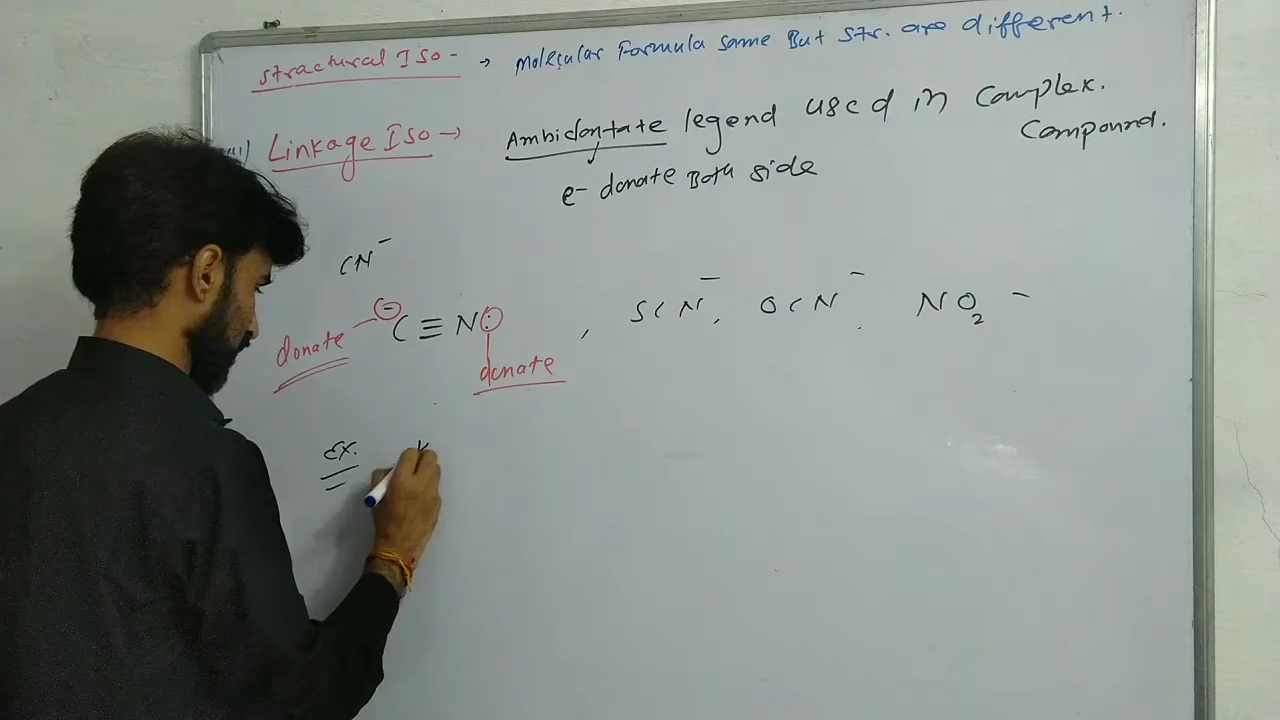 Stractural Iso- → molecular Formula same But str. are different.
Linkage Iso → Ambidentate legend used in Complex.
Compound.
e- donate Both side
CN⁻
⊖C≡N: , SCN⁻, OCN⁻, NO₂⁻
donate
donate
Ex.